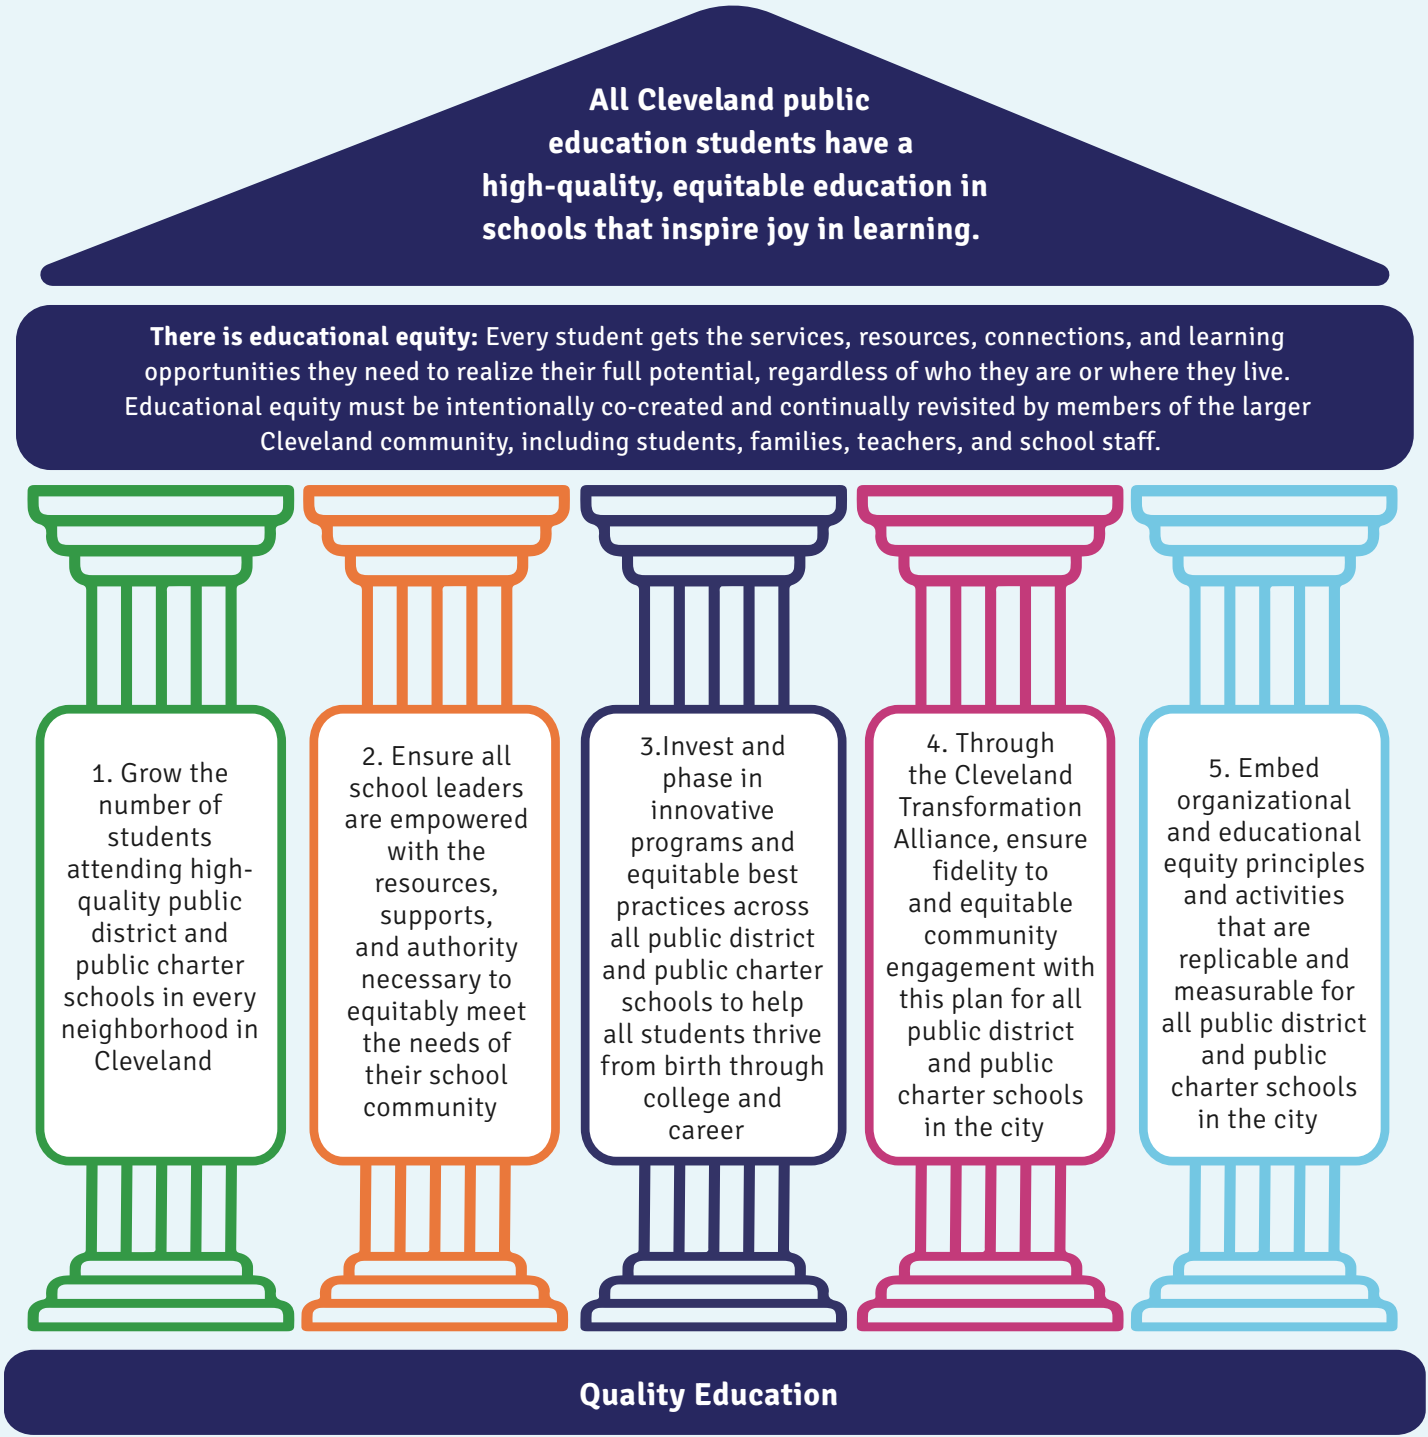 All Cleveland public
education students have a
high-quality, equitable education in
schools that inspire joy in learning.
There is educational equity: Every student gets the services, resources, connections, and learning
opportunities they need to realize their full potential, regardless of who they are or where they live.
Educational equity must be intentionally co-created and continually revisited by members of the larger
Cleveland community, including students, families, teachers, and school staff.
1. Grow the
number of
students
attending high-
quality public
district and
public charter
schools in every
neighborhood in
Cleveland
2. Ensure all
school leaders
are empowered
with the
resources,
supports,
and authority
necessary to
equitably meet
the needs of
their school
community
3.Invest and
phase in
innovative
programs and
equitable best
practices across
all public district
and public charter
schools to help
all students thrive
from birth through
college and
career
4. Through
the Cleveland
Transformation
Alliance, ensure
fidelity to
and equitable
community
engagement with
this plan for all
public district
and public
charter schools
in the city
5. Embed
organizational
and educational
equity principles
and activities
that are
replicable and
measurable for
all public district
and public
charter schools
in the city
Quality Education